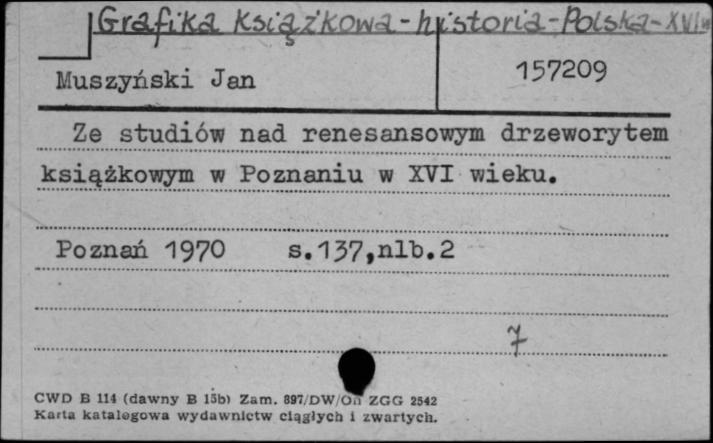 Grafika Książkowa - historia - Polska - XVI w
Muszyński Jan 157209
Ze studiów nad renesansowym drzeworytem
książkowym w Poznaniu w XVI wieku.
Poznań 1970 s.137,nlb.2
7
CWD B 114 (dawny B 15b) Zam. 897/DW/On ZGG 2542
Karta katalogowa wydawnictw ciągłych i zwartych.